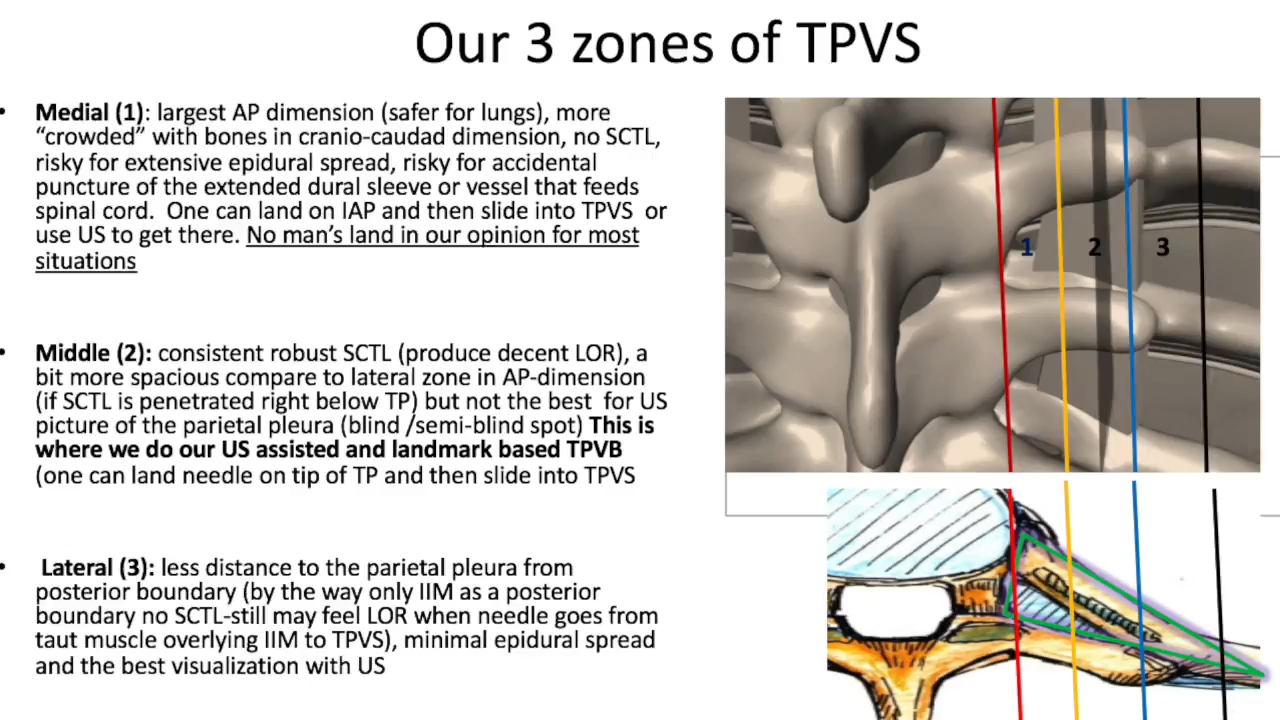 Our 3 zones of TPVS
• Medial (1): largest AP dimension (safer for lungs), more
“crowded” with bones in cranio-caudad dimension, no SCTL,
risky for extensive epidural spread, risky for accidental
puncture of the extended dural sleeve or vessel that feeds
spinal cord. One can land on IAP and then slide into TPVS or
use US to get there. No man’s land in our opinion for most
situations
• Middle (2): consistent robust SCTL (produce decent LOR), a
bit more spacious compare to lateral zone in AP-dimension
(if SCTL is penetrated right below TP) but not the best for US
picture of the parietal pleura (blind /semi-blind spot) This is
where we do our US assisted and landmark based TPVB
(one can land needle on tip of TP and then slide into TPVS
• Lateral (3): less distance to the parietal pleura from
posterior boundary (by the way only IIM as a posterior
boundary no SCTL-still may feel LOR when needle goes from
taut muscle overlying IIM to TPVS), minimal epidural spread
and the best visualization with US
1 2 3